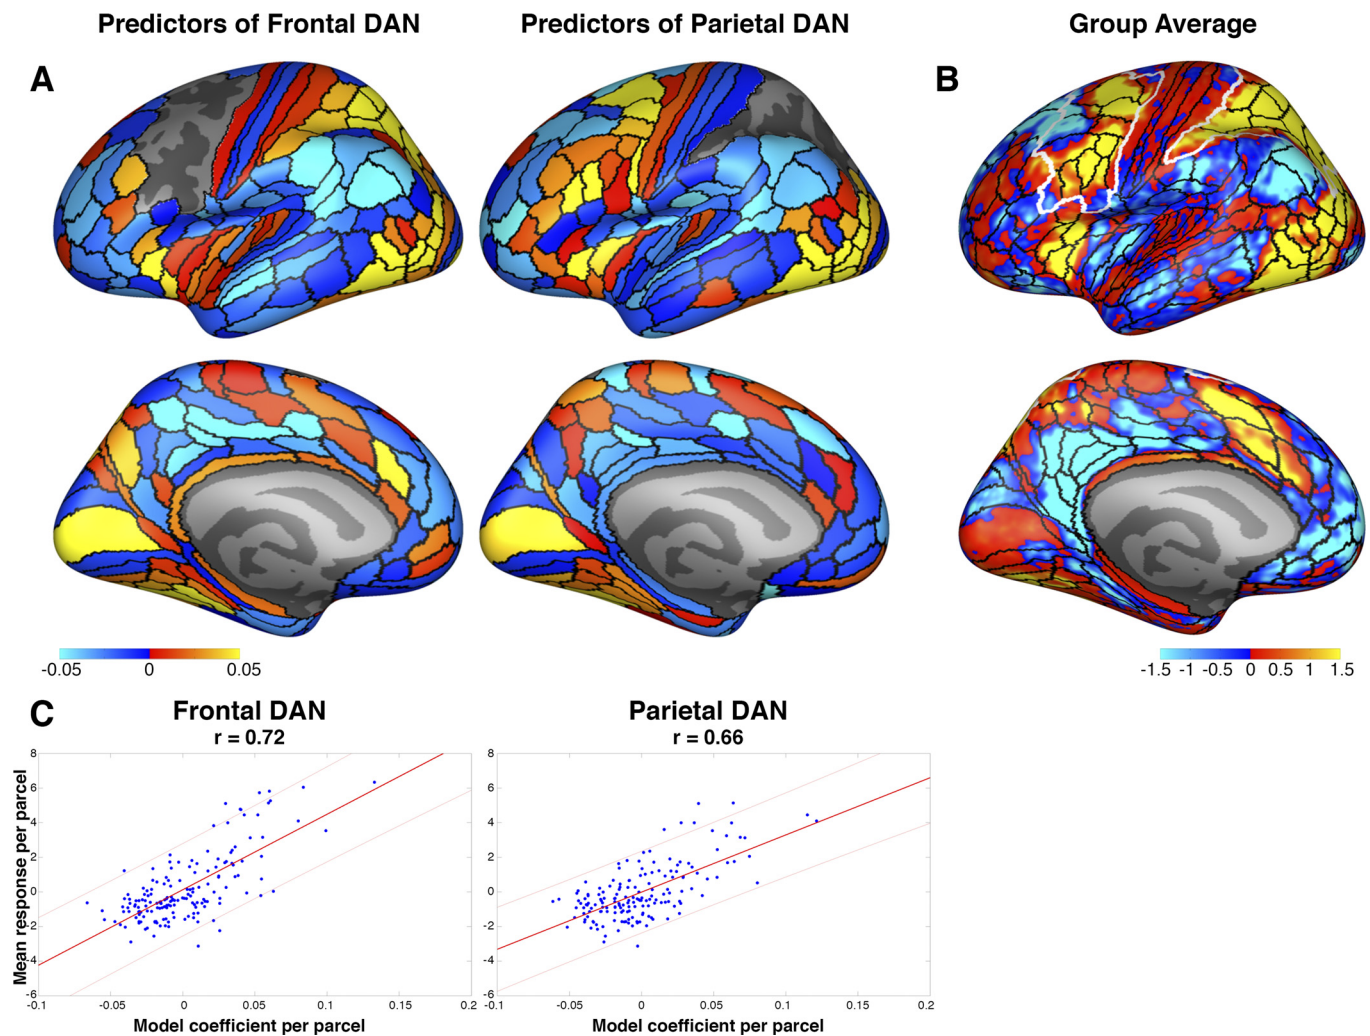 Predictors of Frontal DAN
Predictors of Parietal DAN
Group Average
A
B
-0.05 0 0.05
-1.5 -1 -0.5 0 0.5 1 1.5
C
Frontal DAN
r = 0.72
Parietal DAN
r = 0.66
Mean response per parcel
8
6
4
2
0
-2
-4
-6
-0.1 -0.05 0 0.05 0.1 0.15 0.2
Model coefficient per parcel
8
6
4
2
0
-2
-4
-6
-0.1 -0.05 0 0.05 0.1 0.15 0.2
Model coefficient per parcel